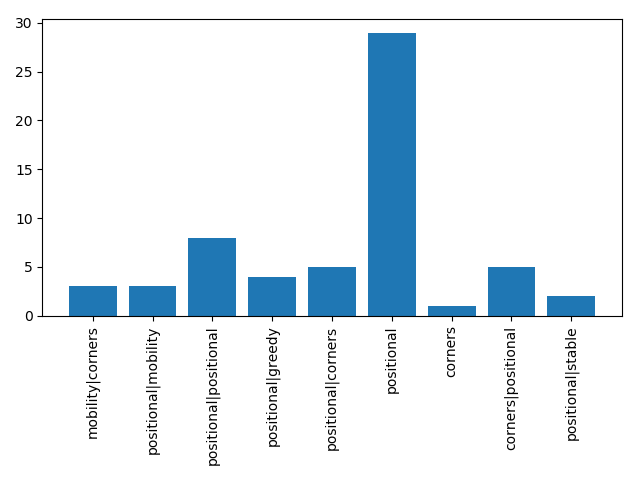 30
25
20
15
10
5
0
mobility|corners
positional|mobility
positional|positional
positional|greedy
positional|corners
positional
corners
corners|positional
positional|stable